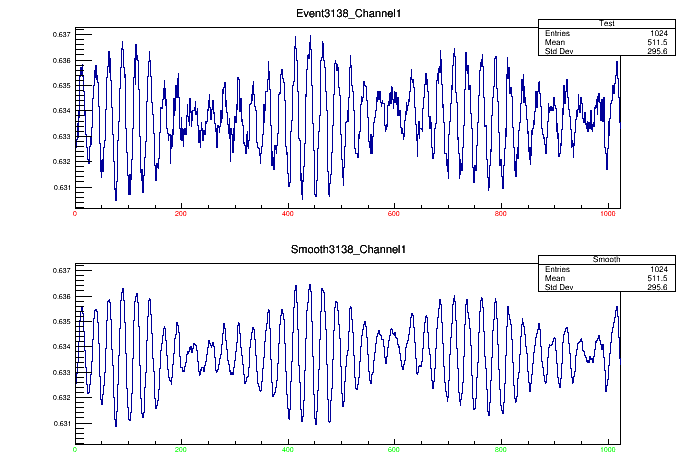 Event3138_Channel1
Test
Entries 1024
Mean 511.5
Std Dev 295.6
0.637
0.636
0.635
0.634
0.633
0.632
0.631
0 200 400 600 800 1000
Smooth3138_Channel1
Smooth
Entries 1024
Mean 511.5
Std Dev 295.6
0.637
0.636
0.635
0.634
0.633
0.632
0.631
0 200 400 600 800 1000